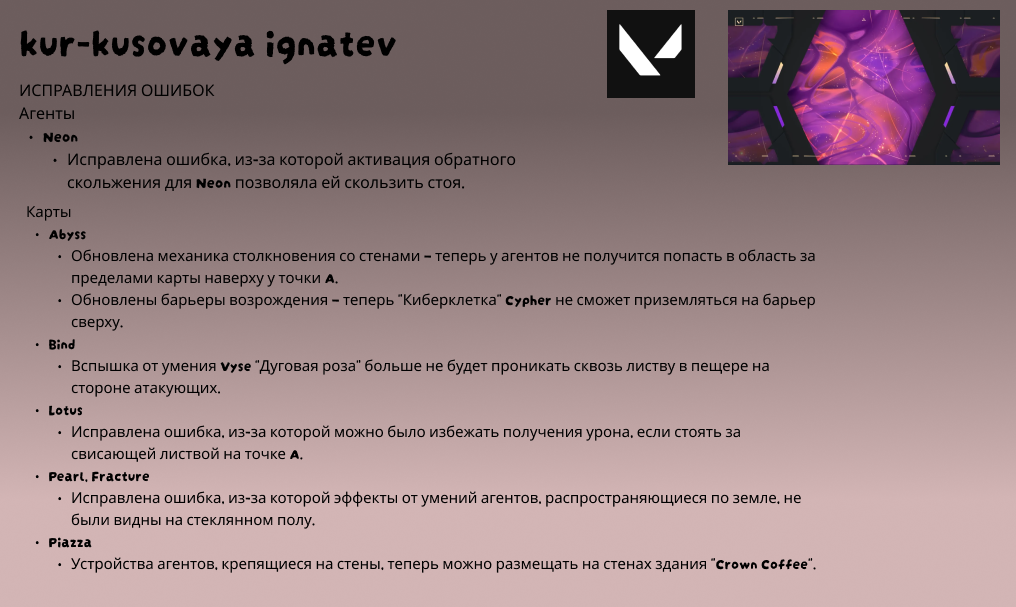 kur-kusovaya ignatev
ИСПРАВЛЕНИЯ ОШИБОК
Агенты
• Neon
• Исправлена ошибка, из-за которой активация обратного
скольжения для Neon позволяла ей скользить стоя.
Карты
• Abyss
• Обновлена механика столкновения со стенами – теперь у агентов не получится попасть в область за
пределами карты наверху у точки A.
• Обновлены барьеры возрождения – теперь "Киберклетка" Cypher не сможет приземляться на барьер
сверху.
• Bind
• Вспышка от умения Vyse "Дуговая роза" больше не будет проникать сквозь листву в пещере на
стороне атакующих.
• Lotus
• Исправлена ошибка, из-за которой можно было избежать получения урона, если стоять за
свисающей листвой на точке A.
• Pearl, Fracture
• Исправлена ошибка, из-за которой эффекты от умений агентов, распространяющиеся по земле, не
были видны на стеклянном полу.
• Piazza
• Устройства агентов, крепящиеся на стены, теперь можно размещать на стенах здания "Crown Coffee".